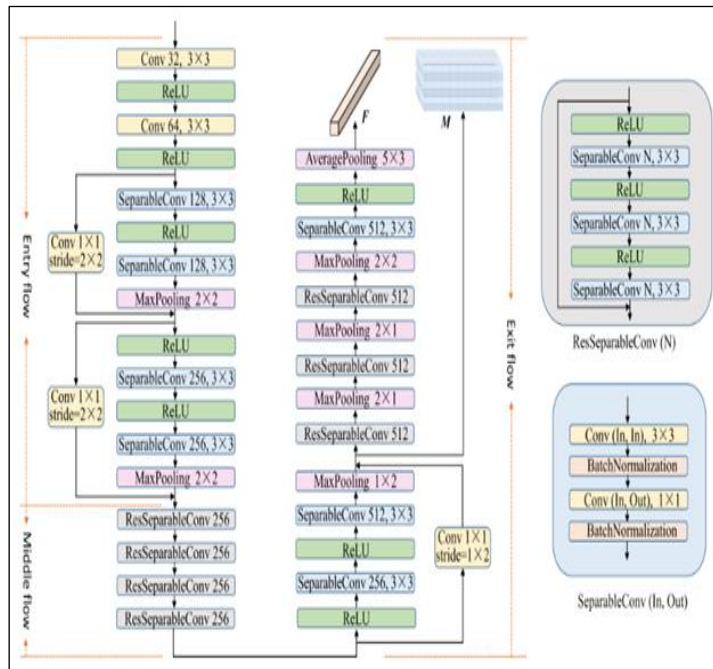 Conv 32, 3×3
ReLU
Conv 64, 3×3
ReLU
SeparableConv 128, 3×3
ReLU
SeparableConv 128, 3×3
MaxPooling 2×2
Conv 1×1
stride=2×2
Entry flow
ReLU
SeparableConv 256, 3×3
ReLU
SeparableConv 256, 3×3
MaxPooling 2×2
Conv 1×1
stride=2×2
ResSeparableConv 256
ResSeparableConv 256
ResSeparableConv 256
ResSeparableConv 256
Middle flow
F
M
AveragePooling 5×3
ReLU
SeparableConv 512, 3×3
MaxPooling 2×2
ResSeparableConv 512
MaxPooling 2×1
ResSeparableConv 512
MaxPooling 2×1
ResSeparableConv 512
MaxPooling 1×2
SeparableConv 512, 3×3
ReLU
SeparableConv 256, 3×3
ReLU
Conv 1×1
stride=1×2
Exit flow
ReLU
SeparableConv N, 3×3
ReLU
SeparableConv N, 3×3
ReLU
SeparableConv N, 3×3
ResSeparableConv (N)
Conv (In, In), 3×3
BatchNormalization
Conv (In, Out), 1×1
BatchNormalization
SeparableConv (In, Out)